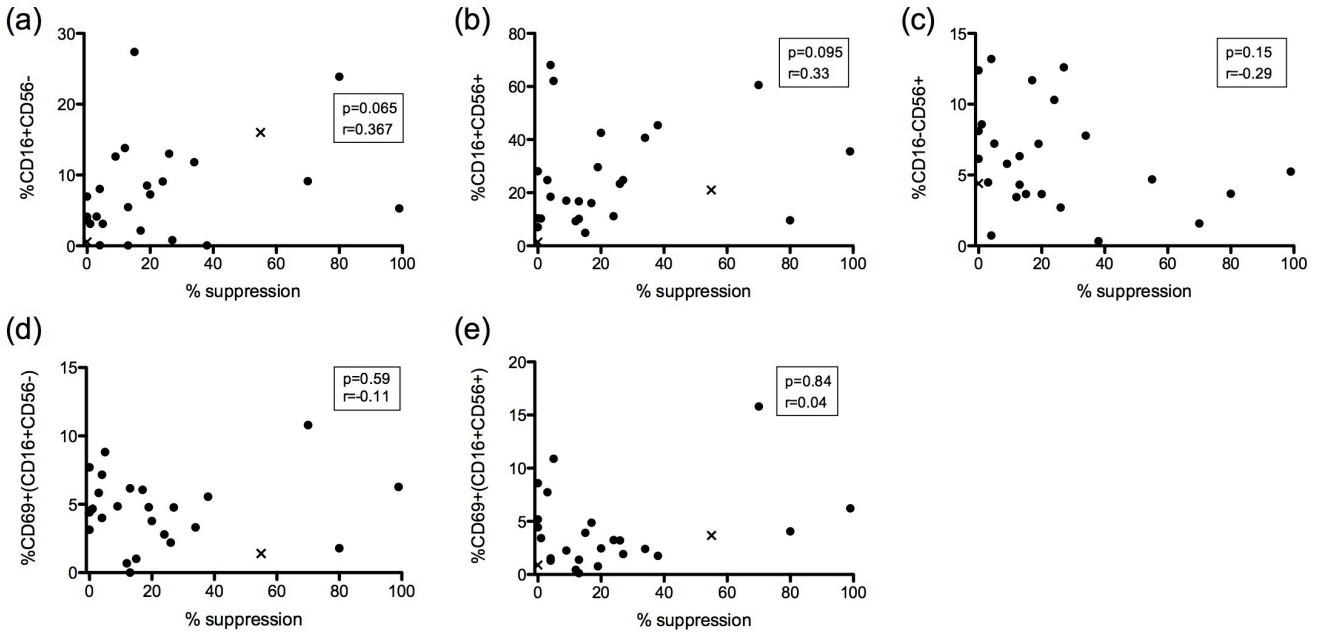 (a)
%CD16+CD56-
30
20
10
0
p=0.065
r=0.367
0 20 40 60 80 100
% suppression
(b)
%CD16+CD56+
80
60
40
20
0
p=0.095
r=0.33
0 20 40 60 80 100
% suppression
(c)
%CD16-CD56+
15
10
5
0
p=0.15
r=-0.29
0 20 40 60 80 100
% suppression
(d)
%CD69+(CD16+CD56-)
15
10
5
0
p=0.59
r=-0.11
0 20 40 60 80 100
% suppression
(e)
%CD69+(CD16+CD56+)
20
15
10
5
0
p=0.84
r=0.04
0 20 40 60 80 100
% suppression